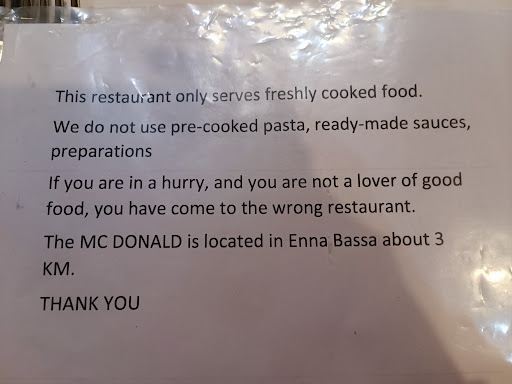 This restaurant only serves freshly cooked food.
We do not use pre-cooked pasta, ready-made sauces,
preparations
If you are in a hurry, and you are not a lover of good
food, you have come to the wrong restaurant.
The MC DONALD is located in Enna Bassa about 3
KM.
THANK YOU